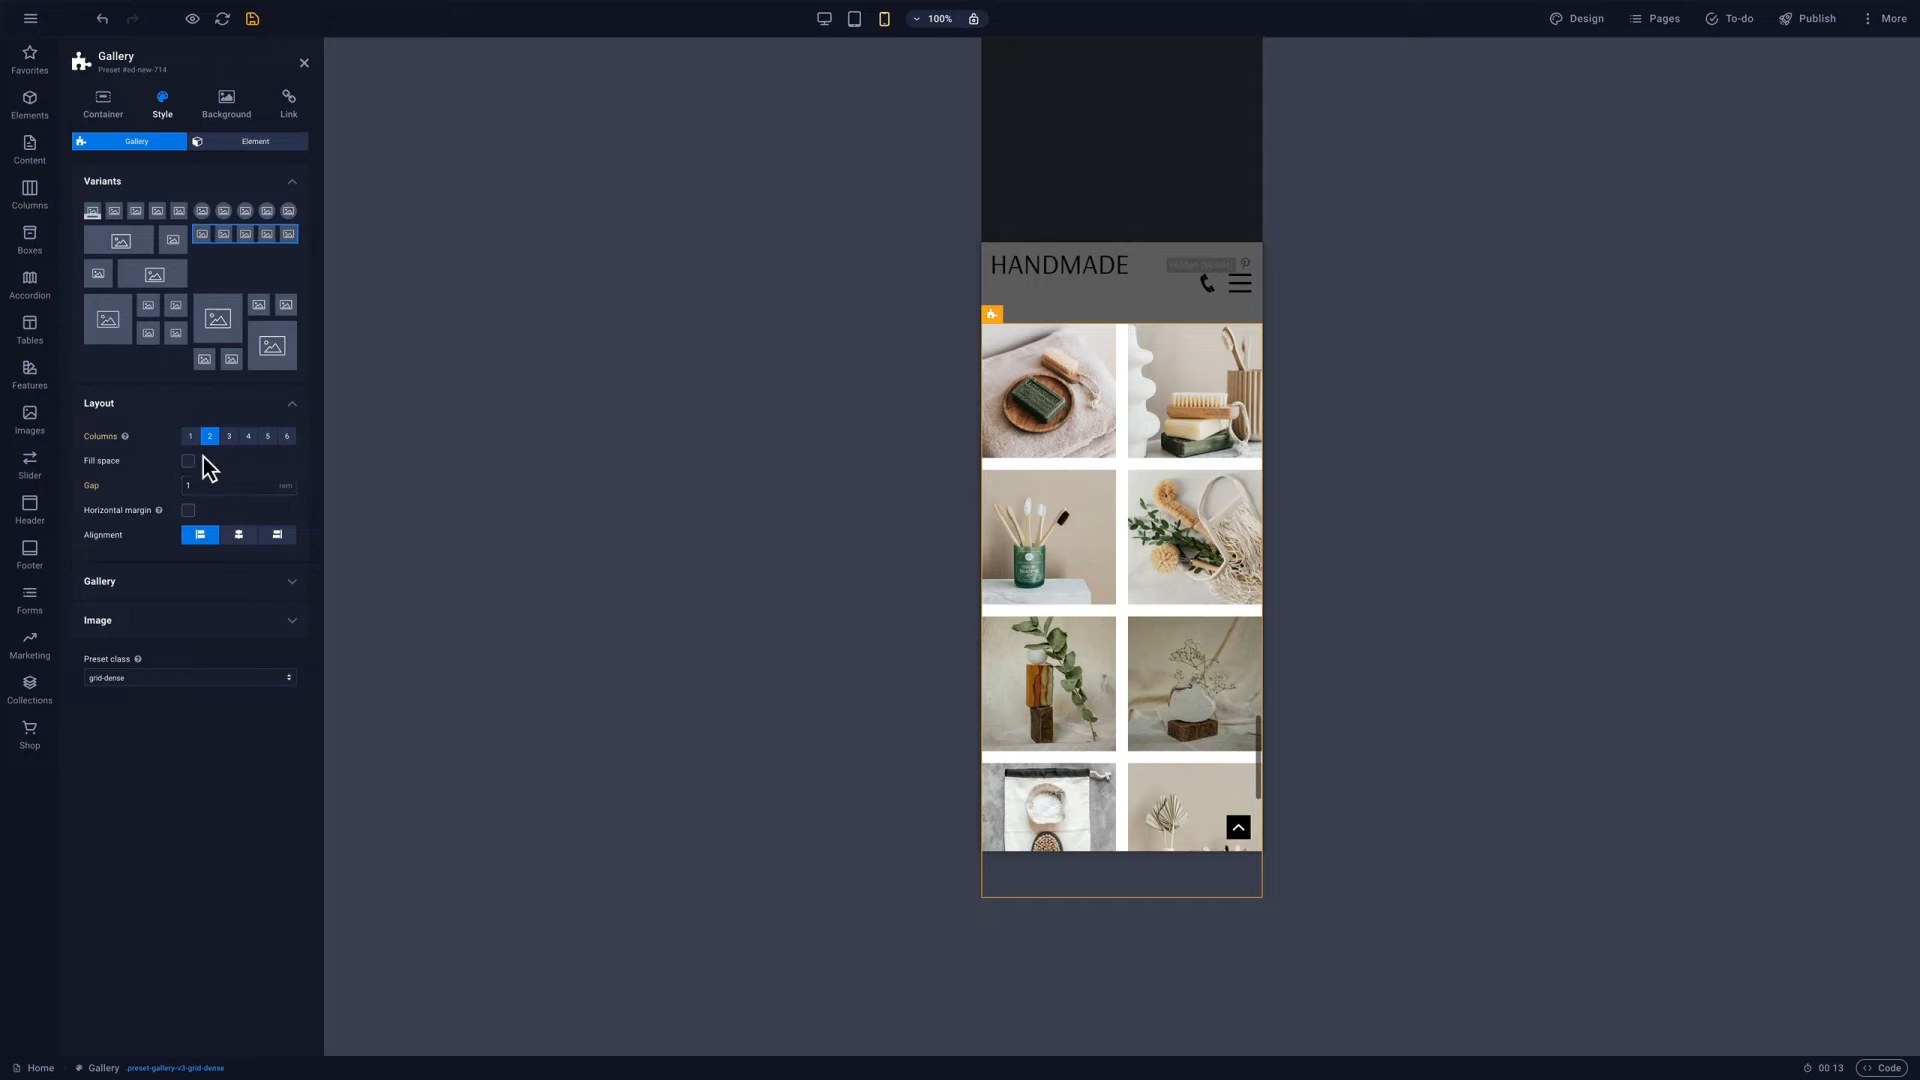 100%
Design
Pages
To-do
Publish
More
Favorites
Elements
Content
Columns
Boxes
Accordion
Tables
Features
Images
Slider
Header
Footer
Forms
Marketing
Collections
Shop
Gallery
Preset #ed-new-714
Container
Style
Background
Link
Gallery
Element
Variants
Layout
Columns
1 2 3 4 5 6
Fill space
Gap
1 rem
Horizontal margin
Alignment
Gallery
Image
Preset class
grid-dense
HANDMADE
Home
Gallery .preset-gallery-v3-grid-dense
00 13
Code